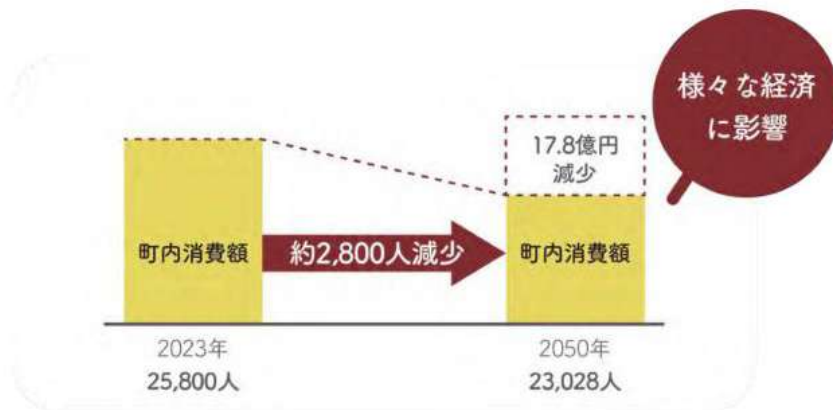 様々な経済
に影響
17.8億円
減少
町内消費額
約2,800人減少
町内消費額
2023年
25,800人
2050年
23,028人